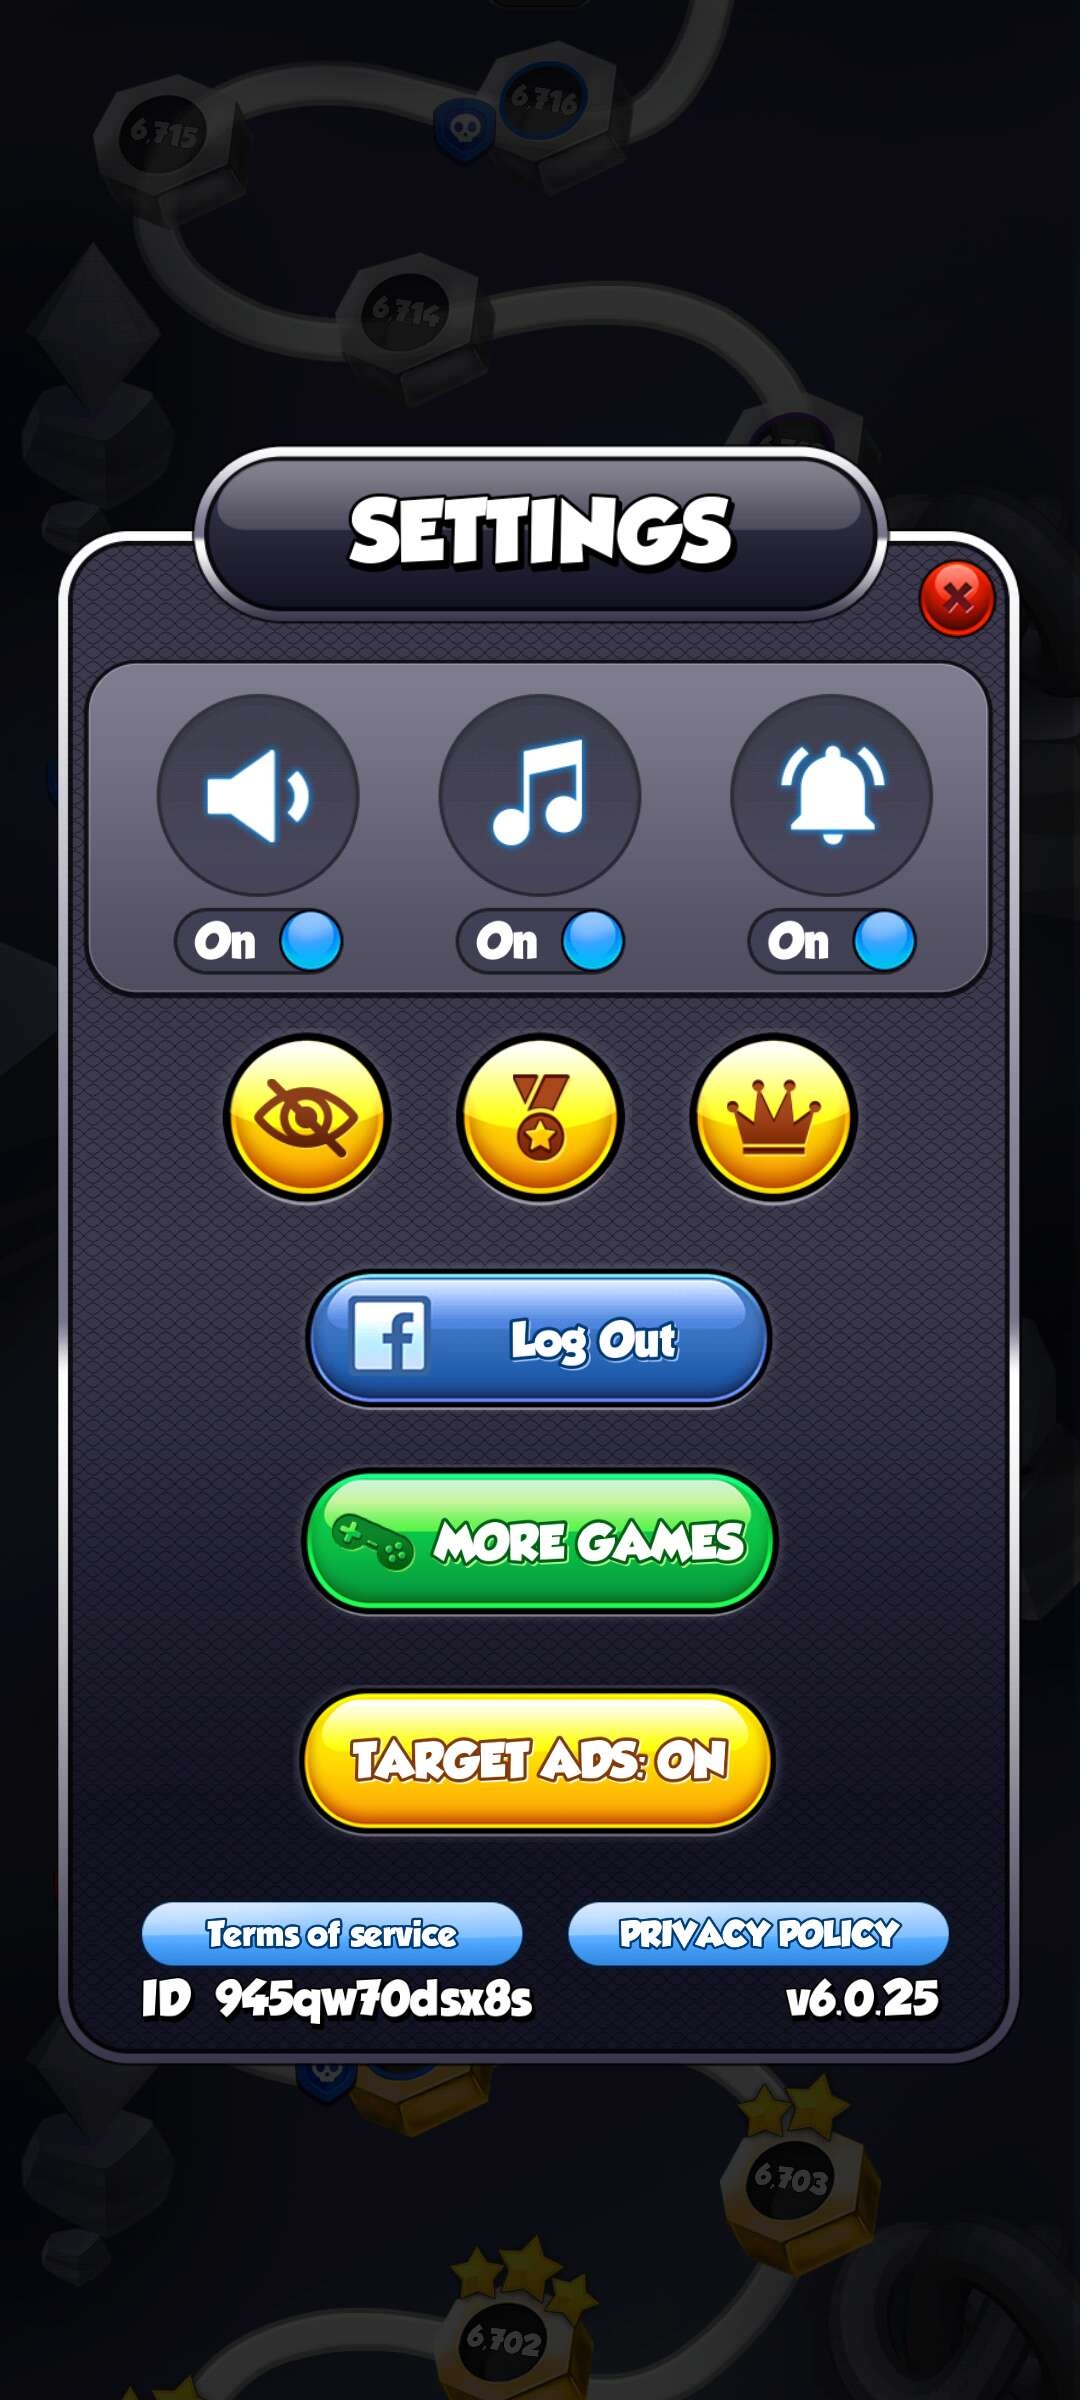 6,716
6,715
6,714
SETTINGS
On On On
f Log Out
MORE GAMES
TARGET ADS: ON
Terms of service PRIVACY POLICY
ID 945qw70dsx8s v6.0.25
6,703
6,702